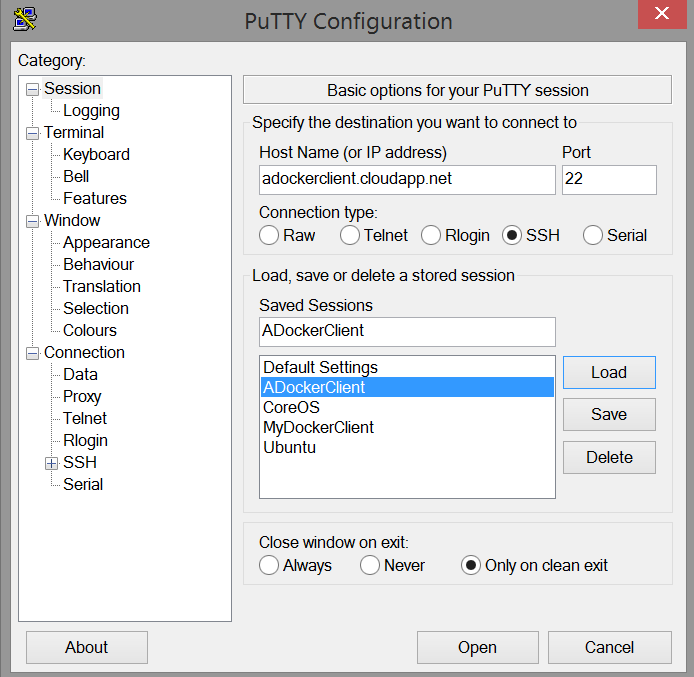 PuTTY Configuration
Category:
Session
Logging
Terminal
Keyboard
Bell
Features
Window
Appearance
Behaviour
Translation
Selection
Colours
Connection
Data
Proxy
Telnet
Rlogin
SSH
Serial
Basic options for your PuTTY session
Specify the destination you want to connect to
Host Name (or IP address) Port
adockerclient.cloudapp.net 22
Connection type:
Raw Telnet Rlogin SSH Serial
Load, save or delete a stored session
Saved Sessions
ADockerClient
Default Settings
ADockerClient
CoreOS
MyDockerClient
Ubuntu
Load
Save
Delete
Close window on exit:
Always Never Only on clean exit
About Open Cancel